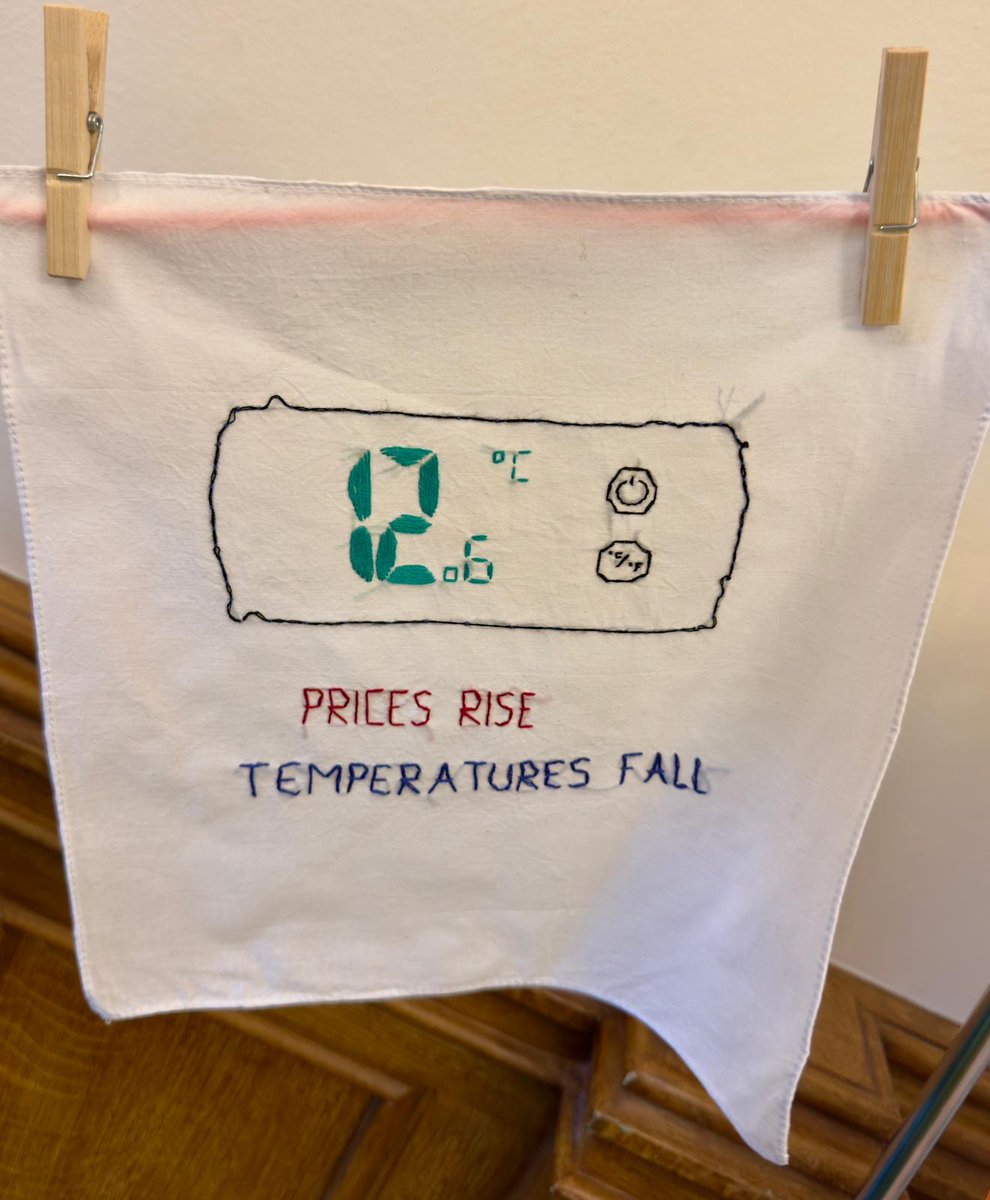 12.6 °C
°C/°F
PRICES RISE
TEMPERATURES FALL